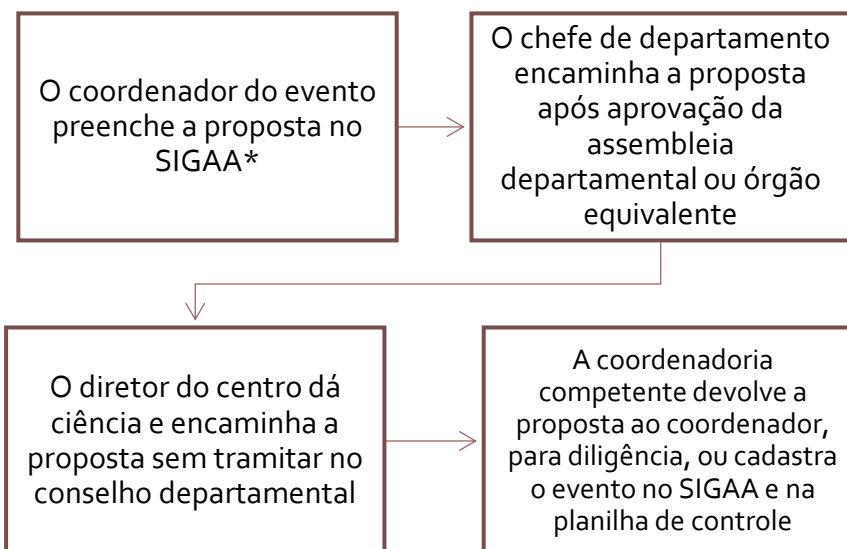 O coordenador do evento
preenche a proposta no
SIGAA*
O chefe de departamento
encaminha a proposta
após aprovação da
assembleia
departamental ou órgão
equivalente
O diretor do centro dá
ciência e encaminha a
proposta sem tramitar no
conselho departamental
A coordenadoria
competente devolve a
proposta ao coordenador,
para diligência, ou cadastra
o evento no SIGAA e na
planilha de controle